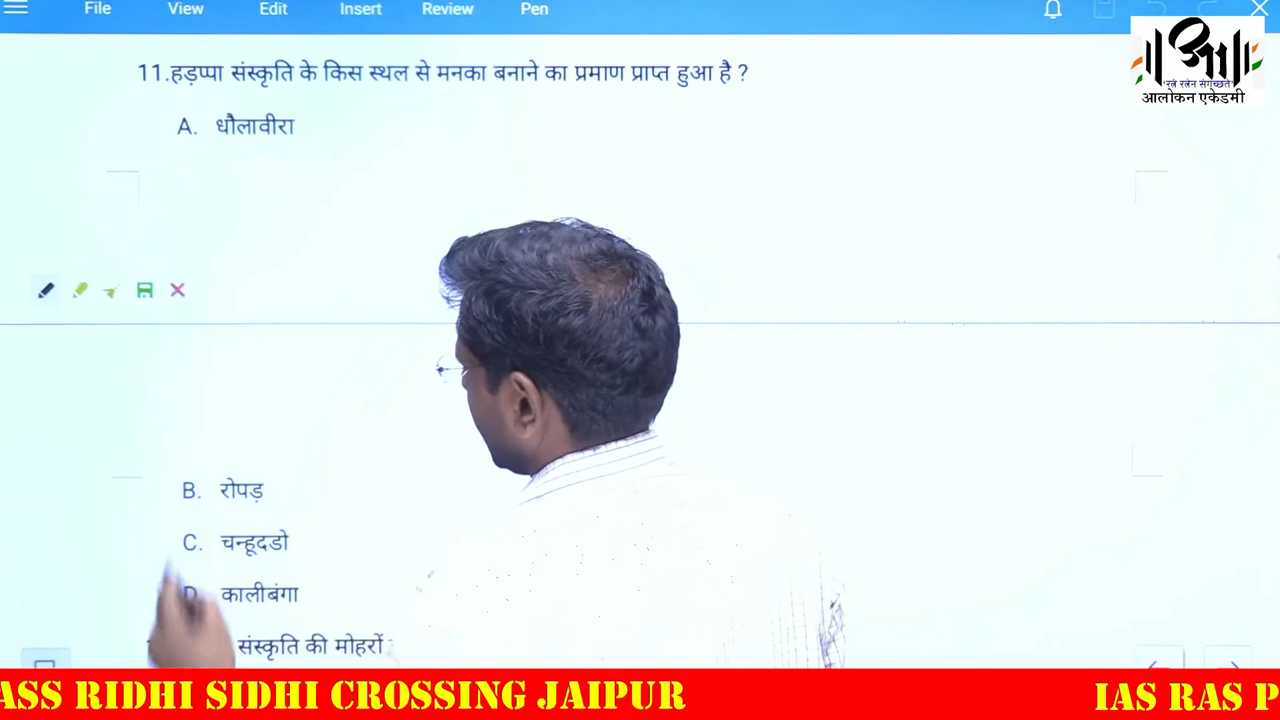 File View Edit Insert Review Pen
11.हड़प्पा संस्कृति के किस स्थल से मनका बनाने का प्रमाण प्राप्त हुआ है ?
A. धौलावीरा
आलोकन एकेडमी
B. रोपड़
C. चन्हूदडो
D. कालीबंगा
संस्कृति की मोहरों
ASS RIDHI SIDHI CROSSING JAIPUR IAS RAS P